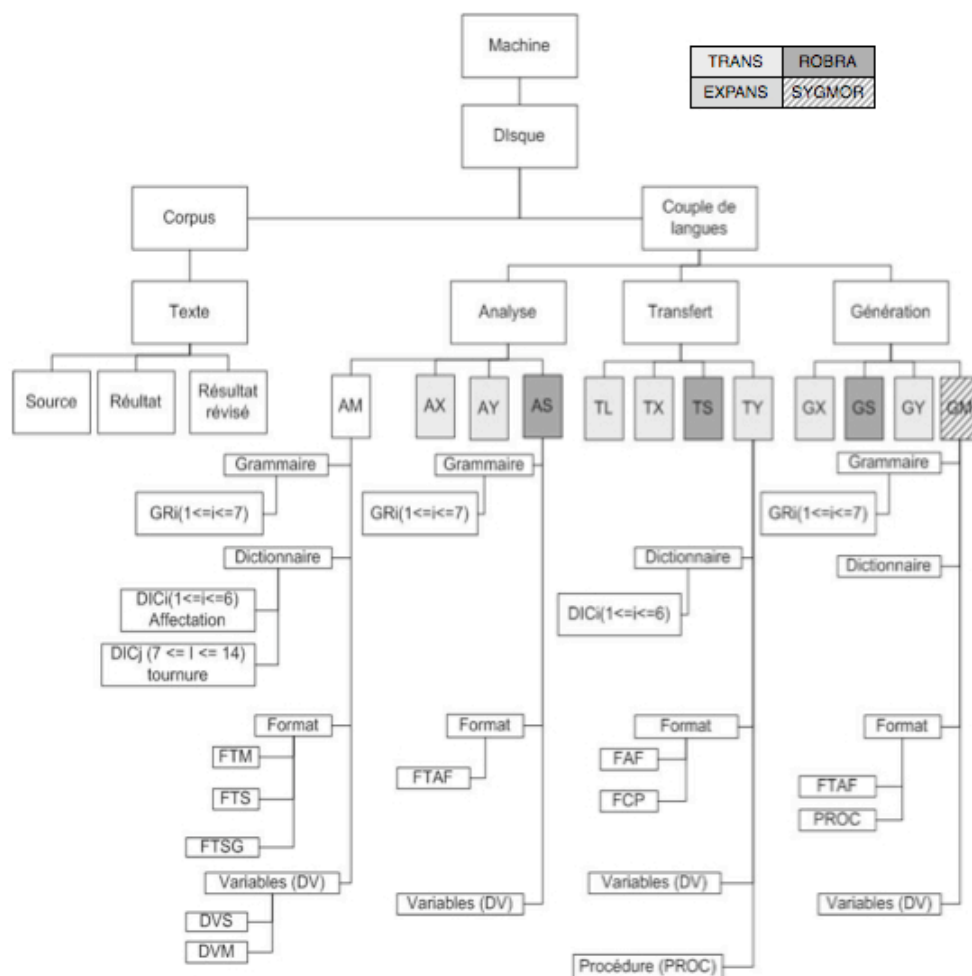 Machine
TRANS ROBRA
EXPANS SYGMOR
DIsque
Corpus
Couple de
langues
Texte
Analyse
Transfert
Génération
Source
Réultat
Résultat
révisé
AM
AX
AY
AS
TL
TX
TS
TY
GX
GS
GY
GM
Grammaire
Grammaire
Grammaire
GRi(1<=i<=7)
GRi(1<=i<=7)
GRi(1<=i<=7)
Dictionnaire
Dictionnaire
Dictionnaire
DICi(1<=i<=6)
Affectation
DICi(1<=i<=6)
DICj (7 <= I <= 14)
tournure
Format
Format
Format
Format
FTM
FAF
FTAF
FTAF
FTS
FCP
PROC
FTSG
Variables (DV)
Variables (DV)
Variables (DV)
Variables (DV)
DVS
DVM
Procédure (PROC)